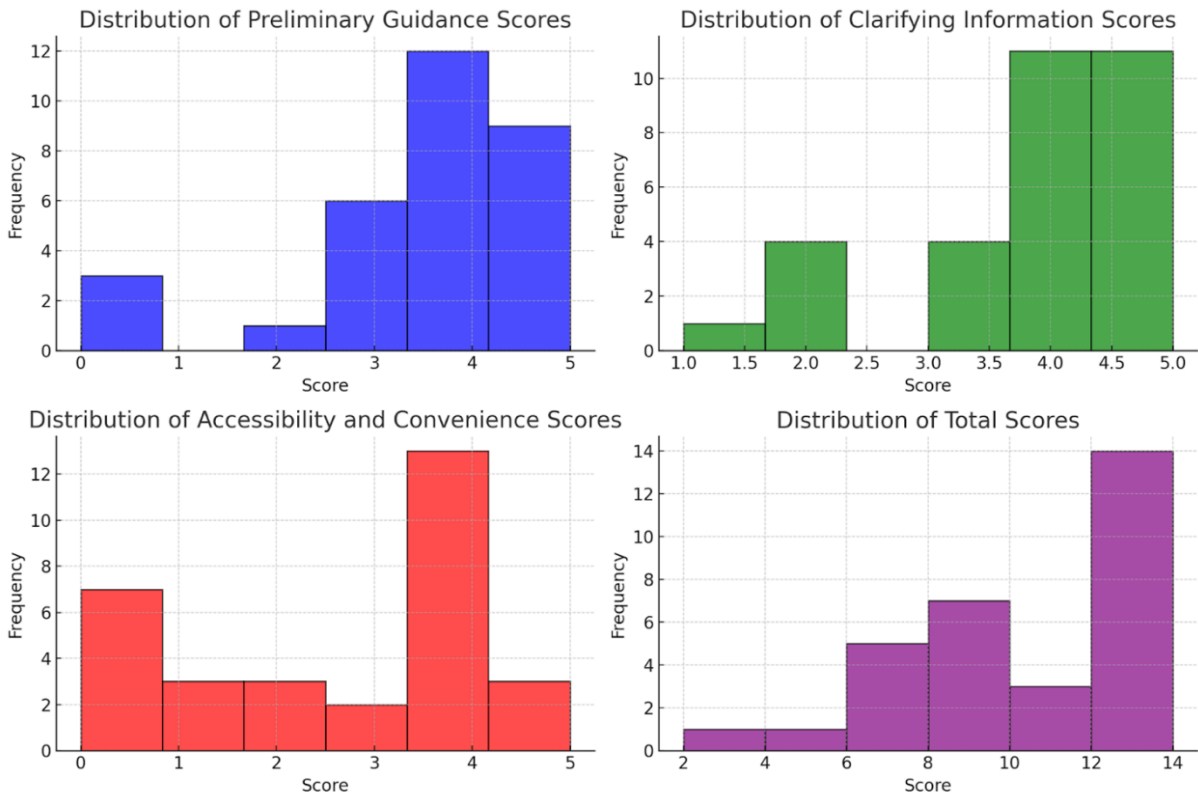 Distribution of Preliminary Guidance Scores
12
10
8
6
4
2
0
Frequency
0 1 2 3 4 5
Score
Distribution of Clarifying Information Scores
10
8
6
4
2
0
Frequency
1.0 1.5 2.0 2.5 3.0 3.5 4.0 4.5 5.0
Score
Distribution of Accessibility and Convenience Scores
12
10
8
6
4
2
0
Frequency
0 1 2 3 4 5
Score
Distribution of Total Scores
14
12
10
8
6
4
2
0
Frequency
2 4 6 8 10 12 14
Score